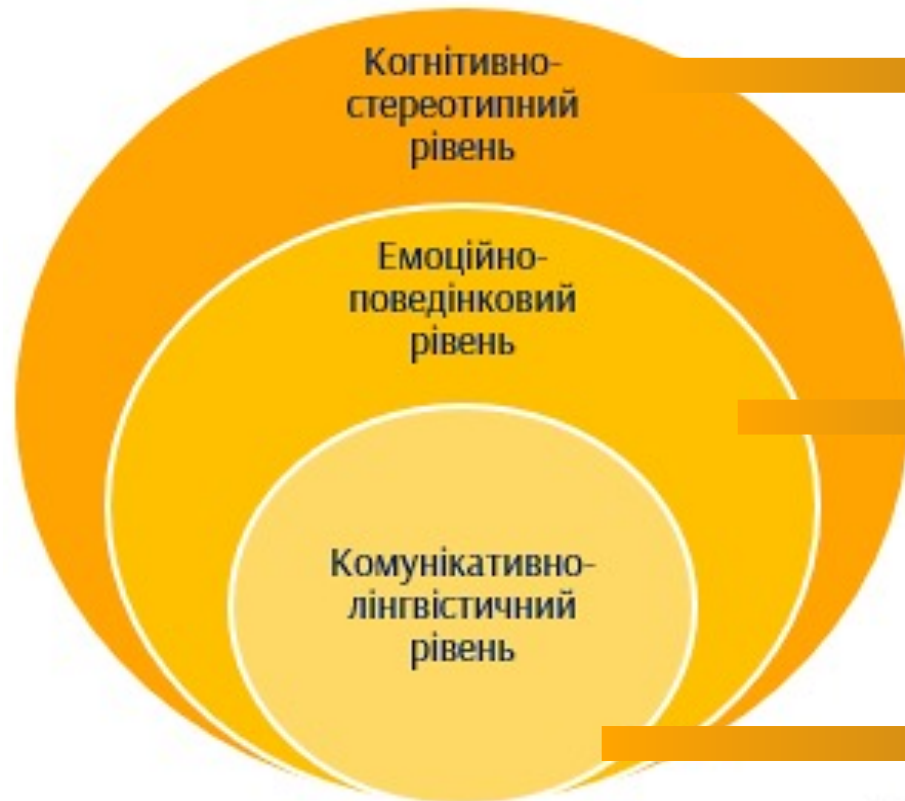 Когнітивно-
стереотипний
рівень
Емоційно-
поведінковий
рівень
Комунікативно-
лінгвістичний
рівень